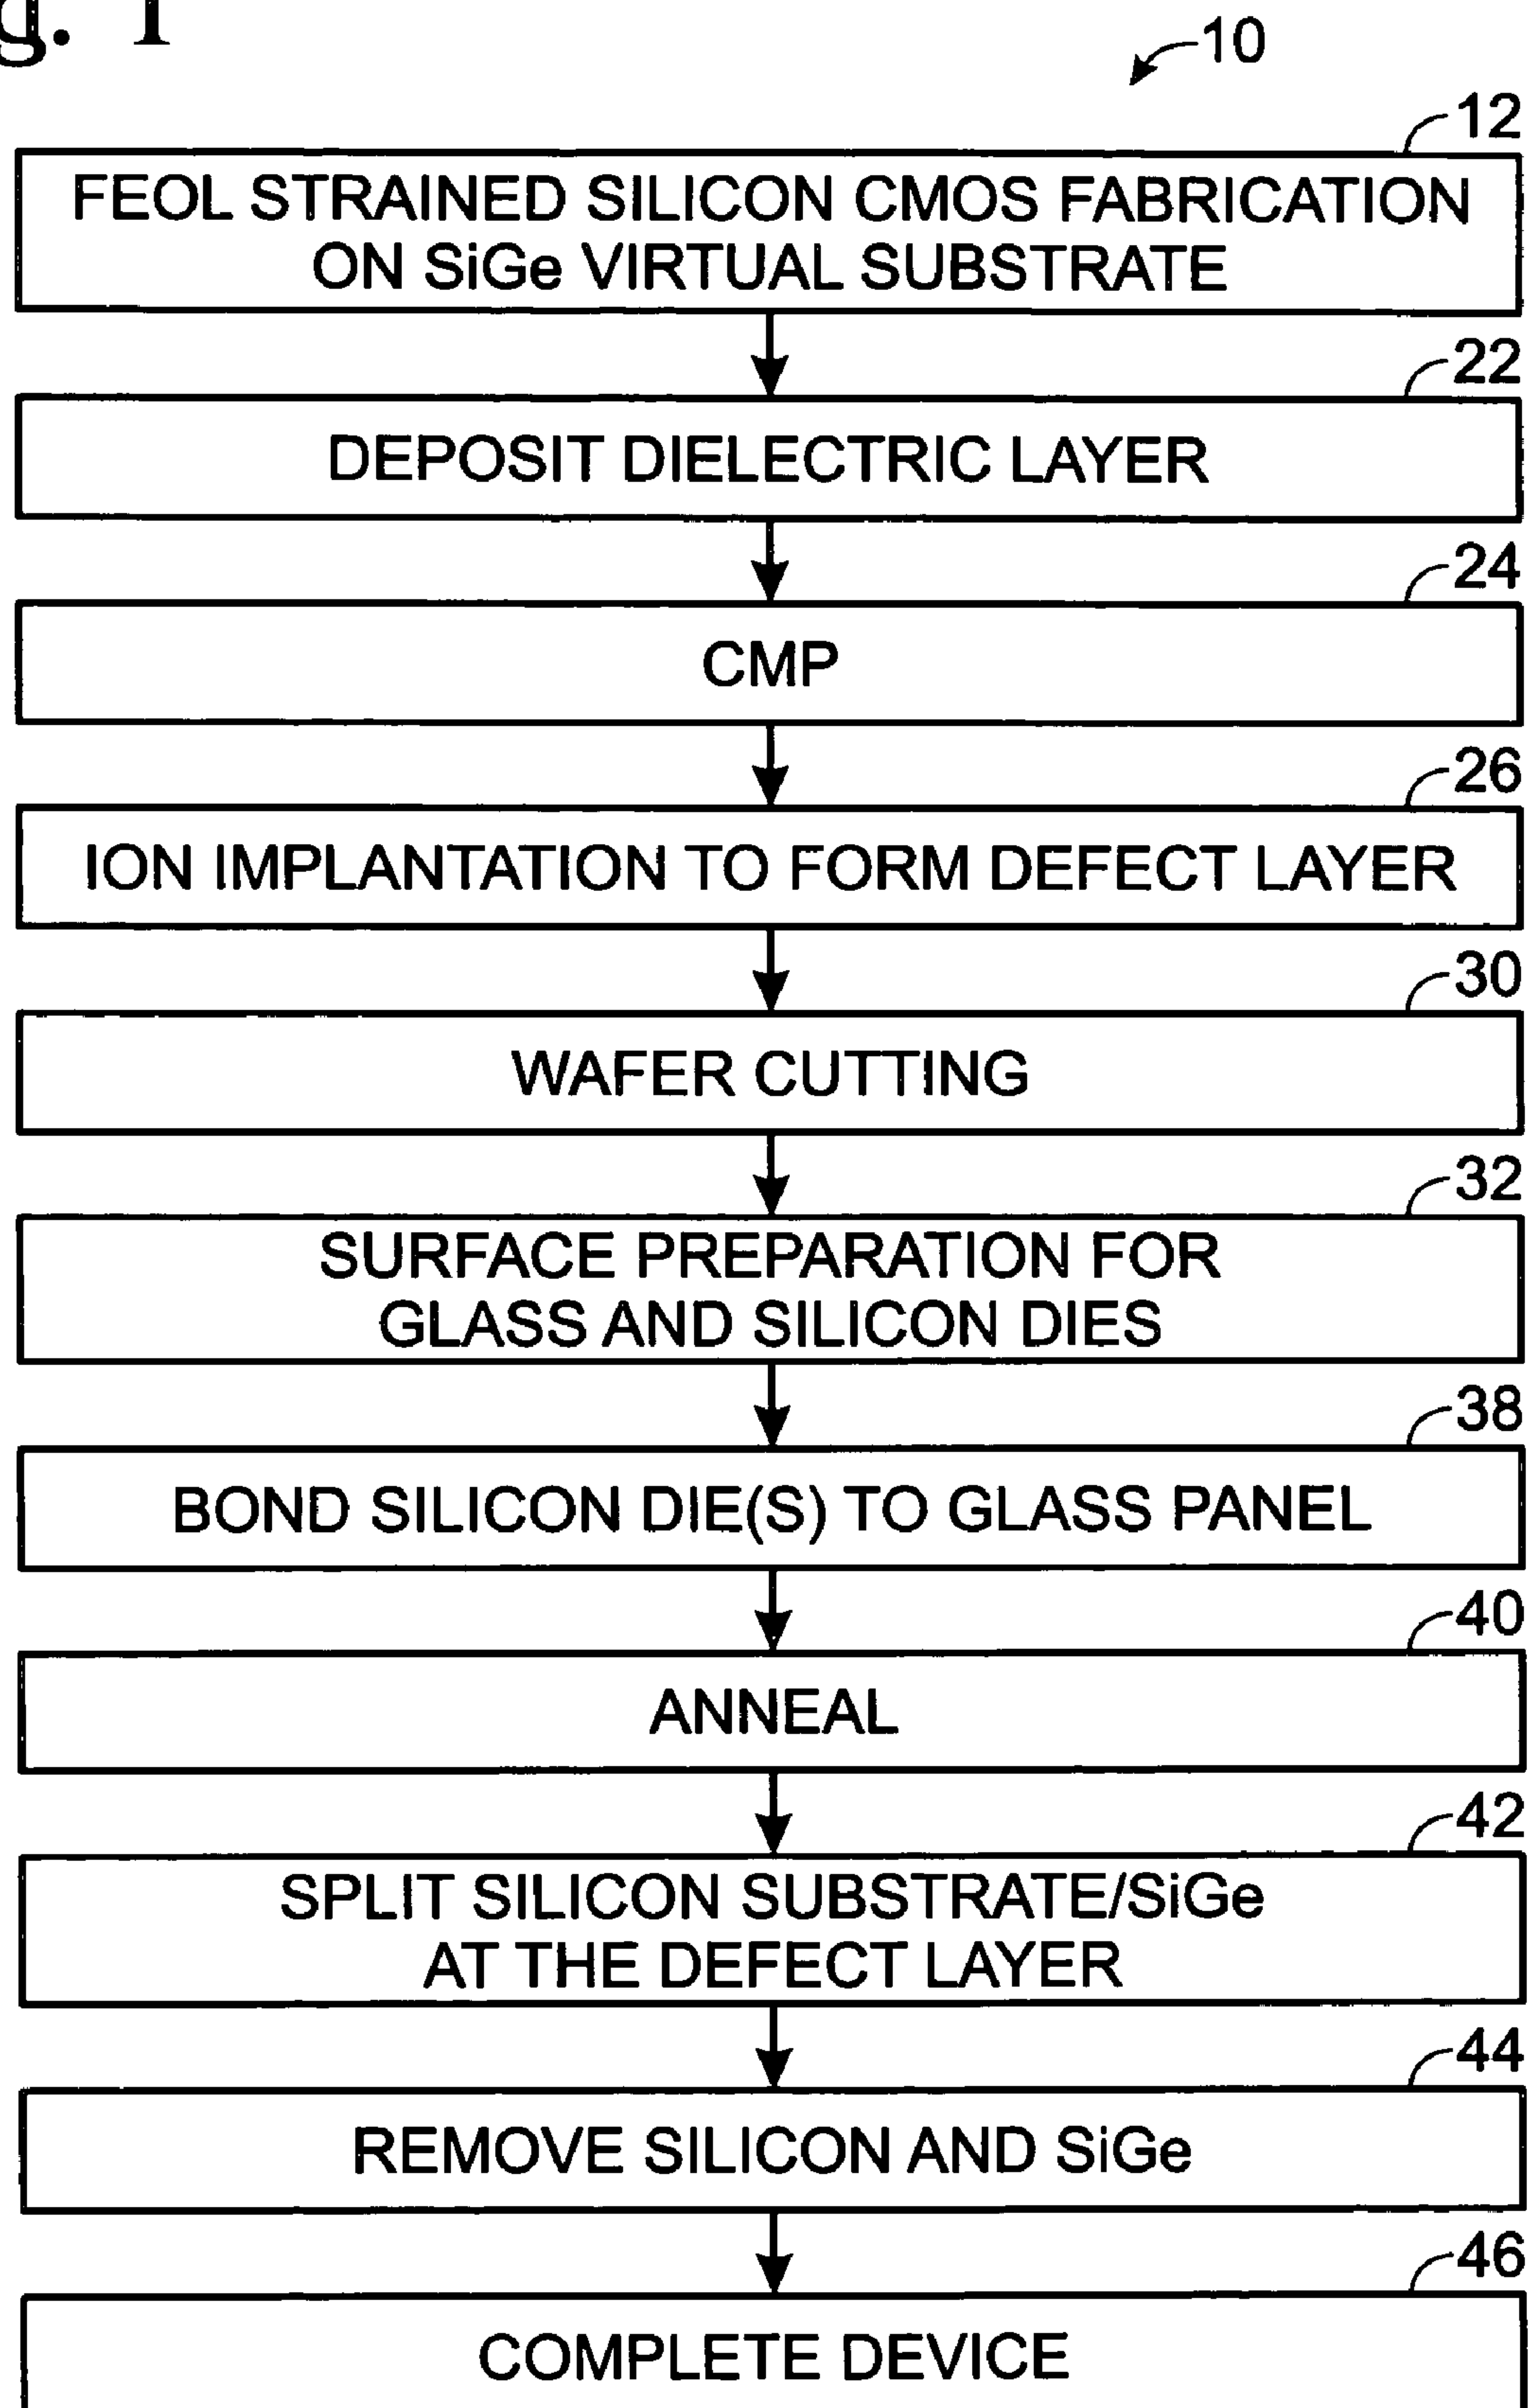 g. 1
10
12
FEOL STRAINED SILICON CMOS FABRICATION
ON SiGe VIRTUAL SUBSTRATE
22
DEPOSIT DIELECTRIC LAYER
24
CMP
26
ION IMPLANTATION TO FORM DEFECT LAYER
30
WAFER CUTTING
32
SURFACE PREPARATION FOR
GLASS AND SILICON DIES
38
BOND SILICON DIE(S) TO GLASS PANEL
40
ANNEAL
42
SPLIT SILICON SUBSTRATE/SiGe
AT THE DEFECT LAYER
44
REMOVE SILICON AND SiGe
46
COMPLETE DEVICE